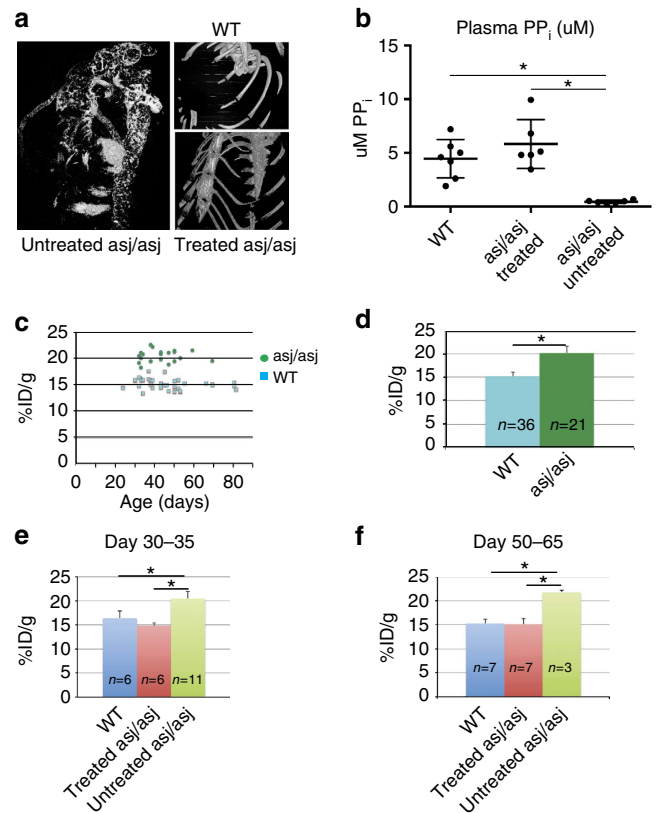 a
WT
Untreated asj/asj
Treated asj/asj
b
Plasma PPi (uM)
uM PPi
15
10
5
0
*
*
WT
asj/asj treated
asj/asj untreated
c
%ID/g
25
20
15
10
5
0
0 20 40 60 80
Age (days)
asj/asj
WT
d
%ID/g
25
20
15
10
5
0
*
n=36
n=21
WT
asj/asj
e
Day 30–35
%ID/g
25
20
15
10
5
0
*
*
n=6
n=6
n=11
WT
Treated asj/asj
Untreated asj/asj
f
Day 50–65
%ID/g
25
20
15
10
5
0
*
*
n=7
n=7
n=3
WT
Treated asj/asj
Untreated asj/asj